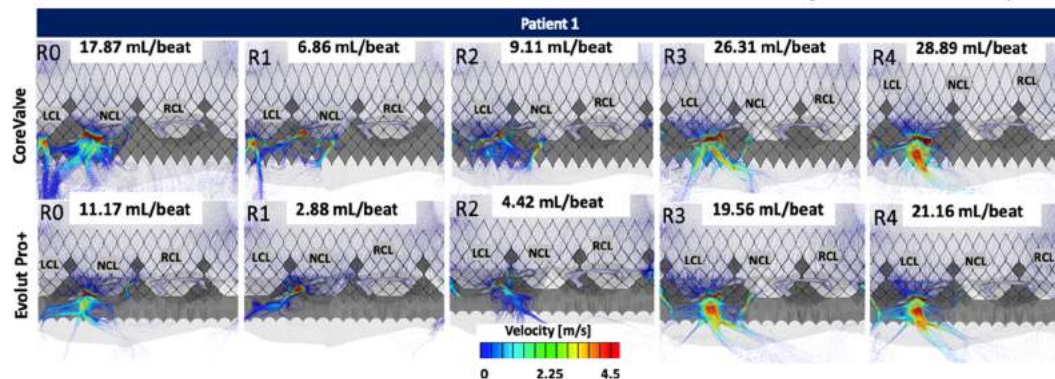 Patient 1
CoreValve
R0 17.87 mL/beat
LCL NCL RCL
R1 6.86 mL/beat
LCL NCL RCL
R2 9.11 mL/beat
LCL NCL RCL
R3 26.31 mL/beat
LCL NCL RCL
R4 28.89 mL/beat
LCL NCL RCL
Evolut Pro+
R0 11.17 mL/beat
LCL NCL RCL
R1 2.88 mL/beat
LCL NCL RCL
R2 4.42 mL/beat
LCL NCL RCL
R3 19.56 mL/beat
LCL NCL RCL
R4 21.16 mL/beat
LCL NCL RCL
Velocity [m/s]
0 2.25 4.5